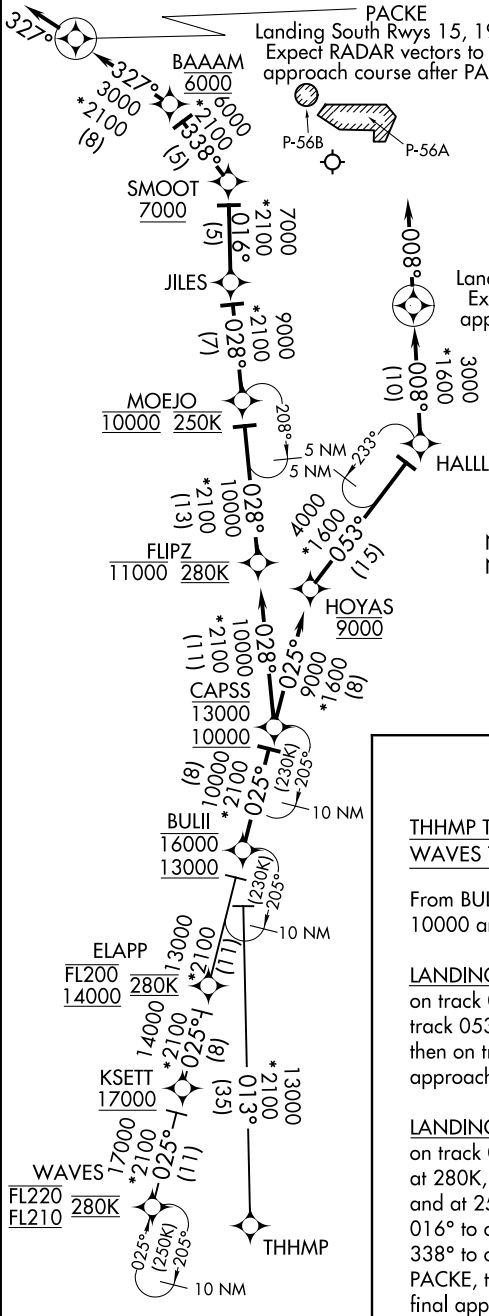 PACKE
Landing South Rwys 15, 19
Expect RADAR vectors to
approach course after PA
327°
BAAAM
6000
327°
3000
*2100
(8)
P-56B
P-56A
6000
*2100
338°
(5)
SMOOT
7000
7000
*2100
016°
(5)
008°
JILES
Land
Ex
app
9000
*2100
028°
(7)
3000
*1600
008°
(10)
MOEJO
10000 250K
208°
5 NM
5 NM
233°
HALLL
10000
*2100
028°
(13)
4000
*1600
053°
(15)
FLIPZ
11000 280K
HOYAS
9000
10000
*2100
028°
(11)
025°
9000
*1600
(8)
CAPSS
13000
10000
10000
*2100
025°
(8)
(230K)
205°
10 NM
BULII
16000
13000
(230K)
205°
10 NM
THHMP T
WAVES T
From BUL
10000 an
ELAPP
FL200
14000
280K
13000
*2100
(11)
LANDING
on track 0
track 053
then on tr
approach
14000
*2100
025°
(8)
KSETT
17000
13000
*2100
013°
(35)
LANDING
on track 0
at 280K,
and at 25
016° to c
338° to c
PACKE, t
final app
17000
*2100
025°
(11)
WAVES
FL220
FL210
280K
THHMP
025°
(250K)
205°
10 NM